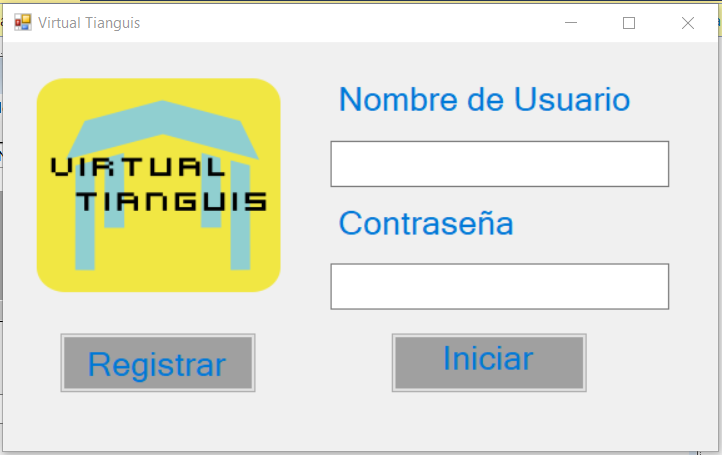 Virtual Tianguis
Nombre de Usuario
VIRTUAL
TIANGUIS
Contraseña
Registrar
Iniciar